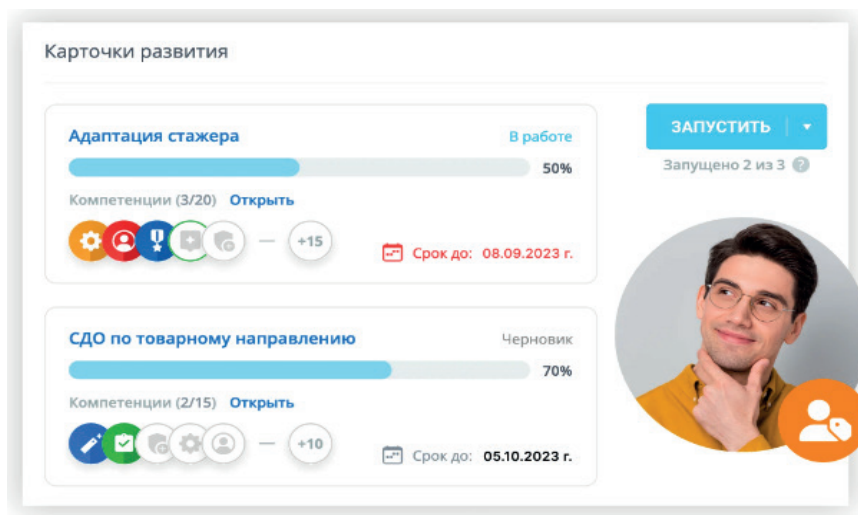 Карточки развития
Адаптация стажера
В работе
50%
Компетенции (3/20) Открыть
+15
Срок до: 08.09.2023 г.
ЗАПУСТИТЬ
Запущено 2 из 3 ?
СДО по товарному направлению
Черновик
70%
Компетенции (2/15) Открыть
+10
Срок до: 05.10.2023 г.